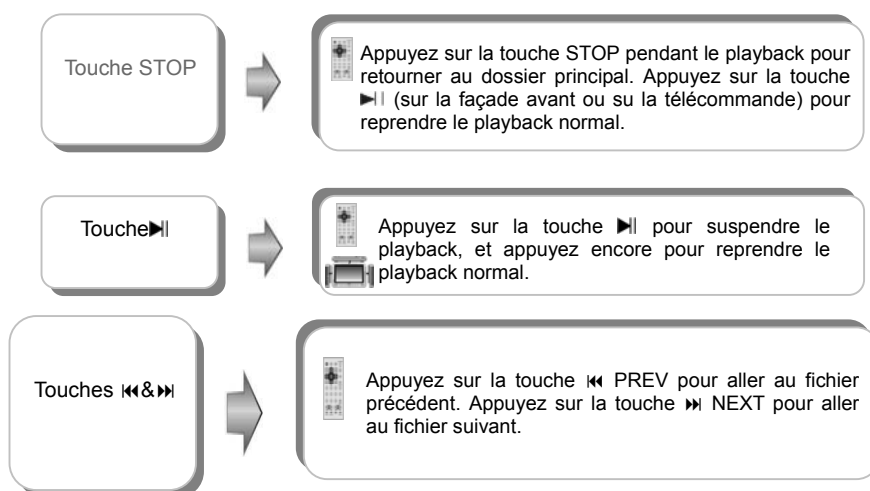 Touche STOP
Appuyez sur la touche STOP pendant le playback pour
retourner au dossier principal. Appuyez sur la touche
▶|| (sur la façade avant ou su la télécommande) pour
reprendre le playback normal.
Touche▶||
Appuyez sur la touche ▶|| pour suspendre le
playback, et appuyez encore pour reprendre le
playback normal.
Touches ⏮&⏭
Appuyez sur la touche ⏮ PREV pour aller au fichier
précédent. Appuyez sur la touche ⏭ NEXT pour aller
au fichier suivant.